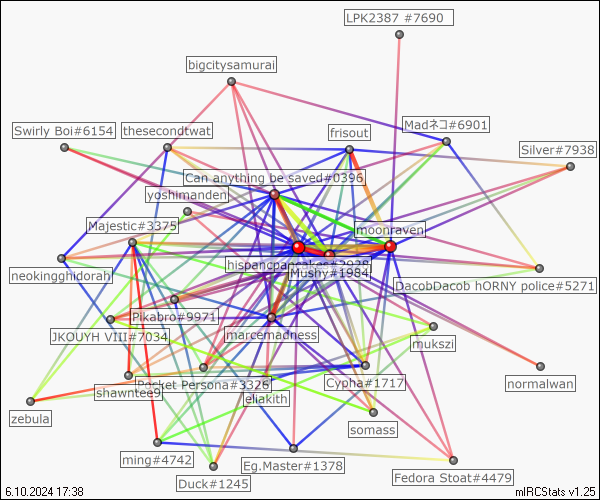 LPK2387 #7690
bigcitysamurai
Swirly Boi#6154
thesecondtwat
frisout
Madネコ#6901
Silver#7938
Can anything be saved#0396
yoshimanden
Majestic#3375
moonraven
hispancpancakes#3928
Mushy#1984
neokingghidorah
DacobDacob hORNY police#5271
Pikabro#9971
JKOUYH VIII#7034
marcemadness
mukszi
shawntee9
Pocket Persona#3326
Cypha#1717
normalwan
eliakith
zebula
somass
ming#4742
Eg.Master#1378
Fedora Stoat#4479
Duck#1245
6.10.2024 17:38
mIRCStats v1.25